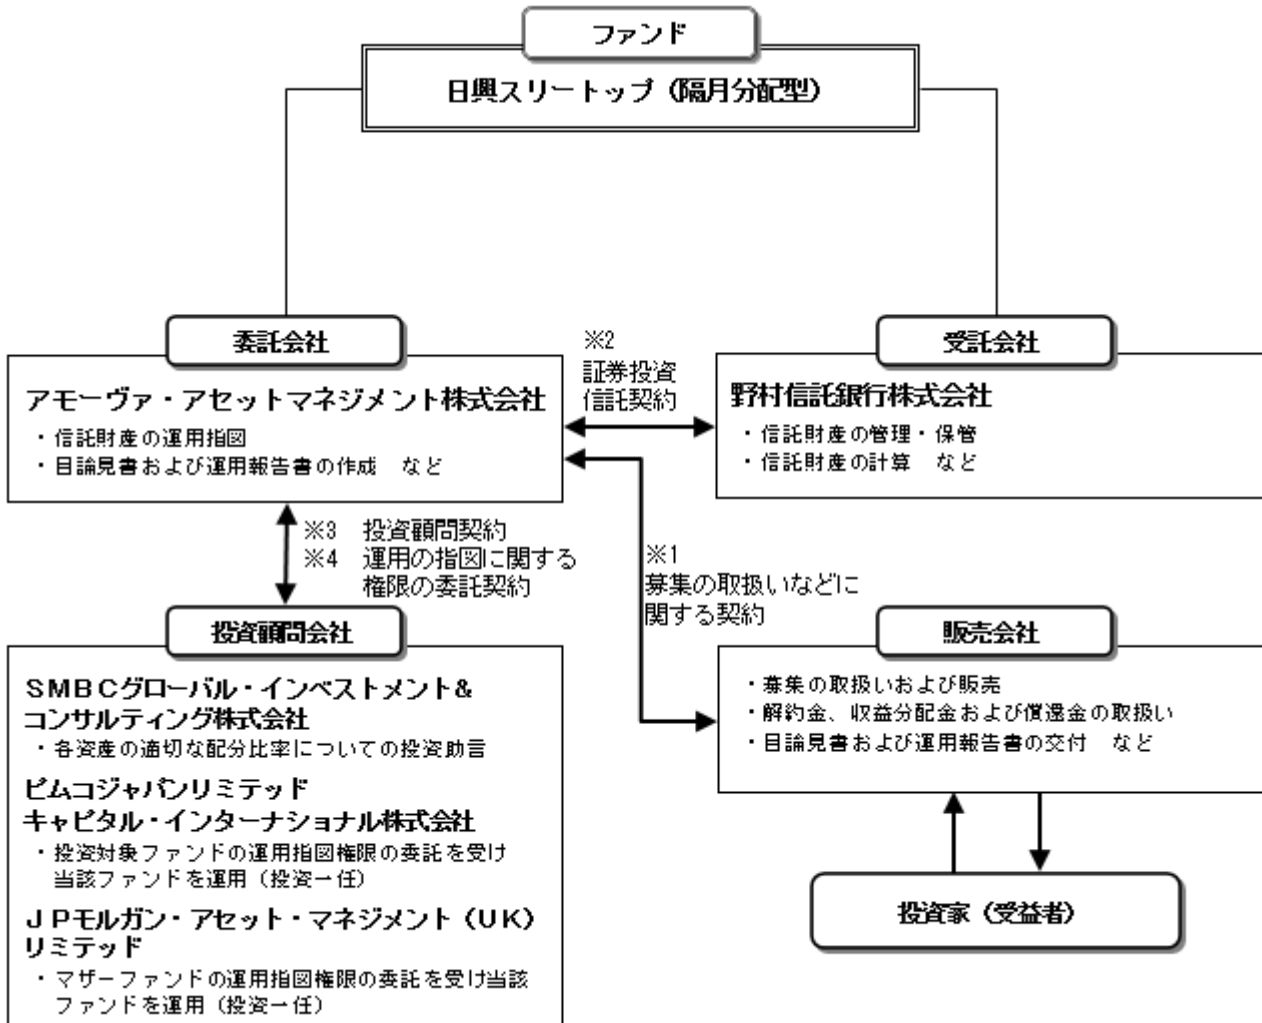 ファンド
日興スリートップ（隔月分配型）
委託会社
アモーヴァ・アセットマネジメント株式会社
・信託財産の運用指図
・目論見書および運用報告書の作成　など
※2
証券投資
信託契約
受託会社
野村信託銀行株式会社
・信託財産の管理・保管
・信託財産の計算　など
※3　投資顧問契約
※4　運用の指図に関する
権限の委託契約
※1
募集の取扱いなどに
関する契約
投資顧問会社
ＳＭＢＣグローバル・インベストメント&
コンサルティング株式会社
・各資産の適切な配分比率についての投資助言
ピムコジャパンリミテッド
キャピタル・インターナショナル株式会社
・投資対象ファンドの運用指図権限の委託を受け
当該ファンドを運用（投資一任）
ＪＰモルガン・アセット・マネジメント（ＵＫ）
リミテッド
・マザーファンドの運用指図権限の委託を受け当該
ファンドを運用（投資一任）
販売会社
・募集の取扱いおよび販売
・解約金、収益分配金および償還金の取扱い
・目論見書および運用報告書の交付　など
投資家（受益者）